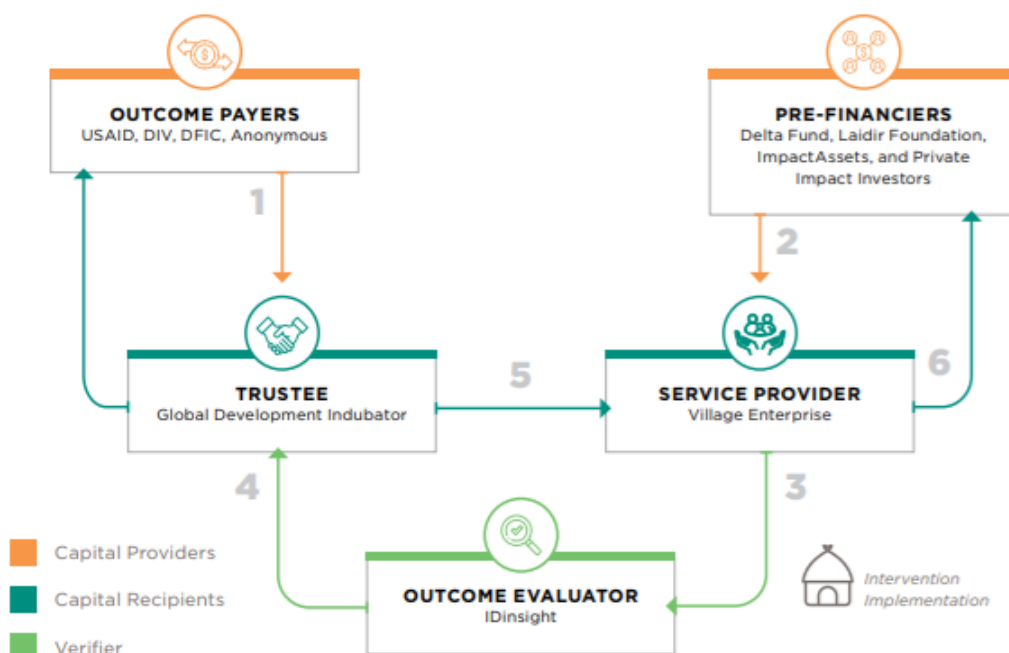 OUTCOME PAYERS
USAID, DIV, DFIC, Anonymous
PRE-FINANCIERS
Delta Fund, Laidir Foundation,
ImpactAssets, and Private
Impact Investors
1
2
TRUSTEE
Global Development Indubator
5
SERVICE PROVIDER
Village Enterprise
6
4
3
OUTCOME EVALUATOR
IDinsight
Capital Providers
Capital Recipients
Verifier
Intervention
Implementation